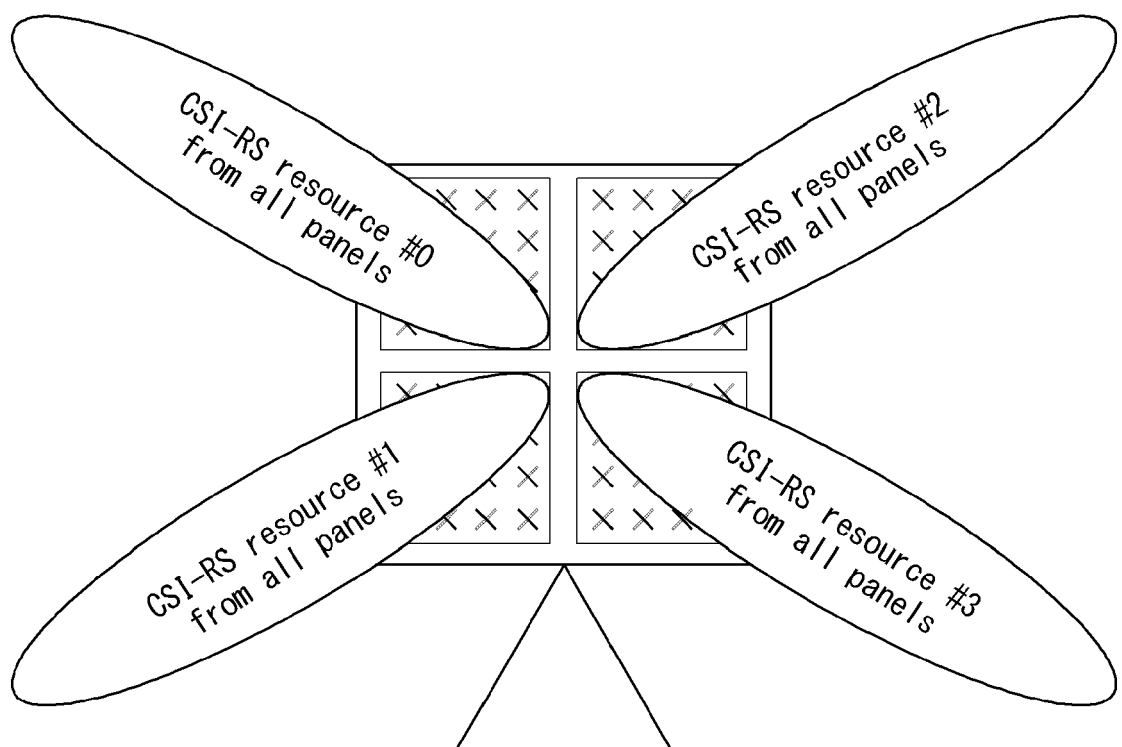 CSI-RS resource #0
from all panels
CSI-RS resource #2
from all panels
CSI-RS resource #1
from all panels
CSI-RS resource #3
from all panels